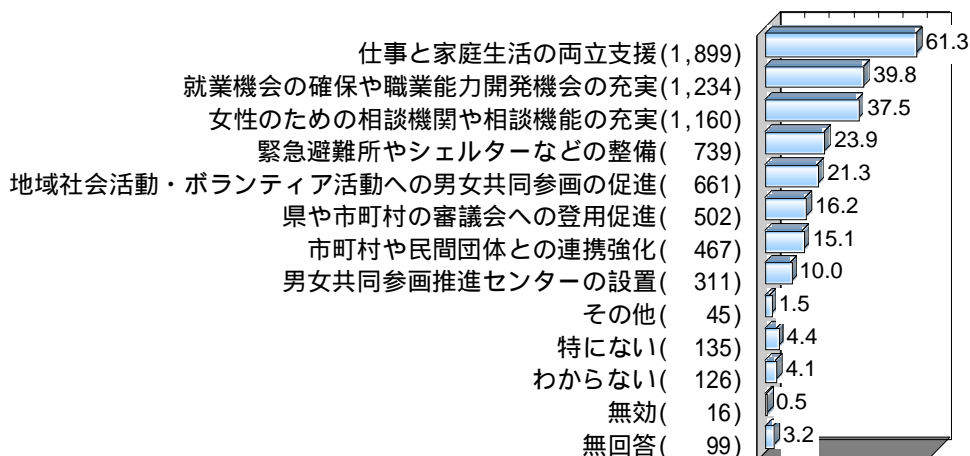 仕事と家庭生活の両立支援(1,899) 61.3
就業機会の確保や職業能力開発機会の充実(1,234) 39.8
女性のための相談機関や相談機能の充実(1,160) 37.5
緊急避難所やシェルターなどの整備( 739) 23.9
地域社会活動・ボランティア活動への男女共同参画の促進( 661) 21.3
県や市町村の審議会への登用促進( 502) 16.2
市町村や民間団体との連携強化( 467) 15.1
男女共同参画推進センターの設置( 311) 10.0
その他( 45) 1.5
特にない( 135) 4.4
わからない( 126) 4.1
無効( 16) 0.5
無回答( 99) 3.2